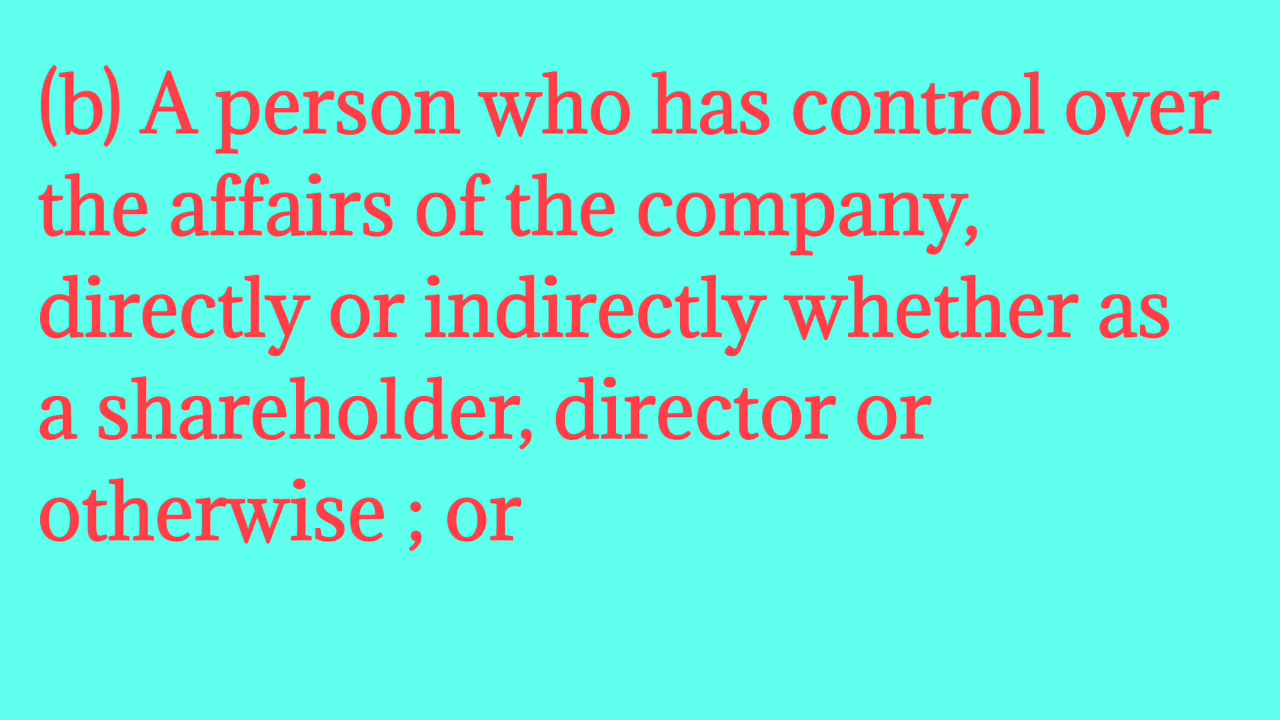 (b) A person who has control over
the affairs of the company,
directly or indirectly whether as
a shareholder, director or
otherwise ; or